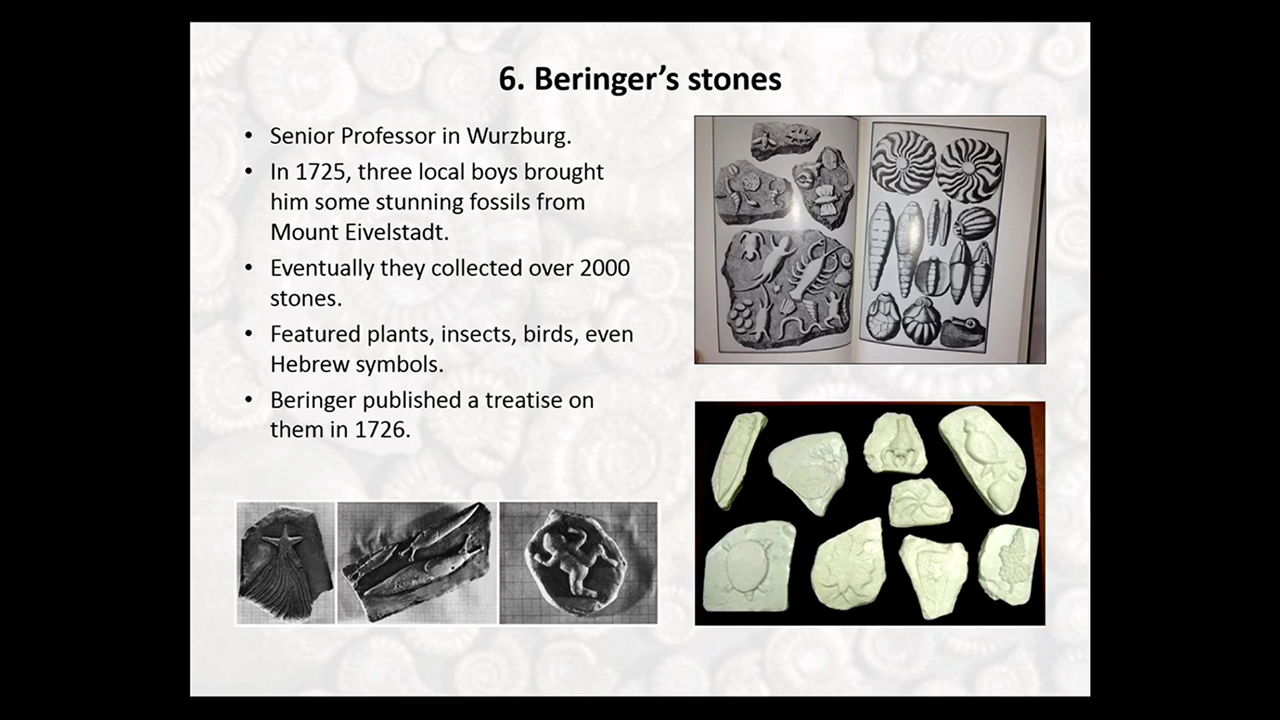 6. Beringer's stones
• Senior Professor in Wurzburg.
• In 1725, three local boys brought
him some stunning fossils from
Mount Eivelstadt.
• Eventually they collected over 2000
stones.
• Featured plants, insects, birds, even
Hebrew symbols.
• Beringer published a treatise on
them in 1726.